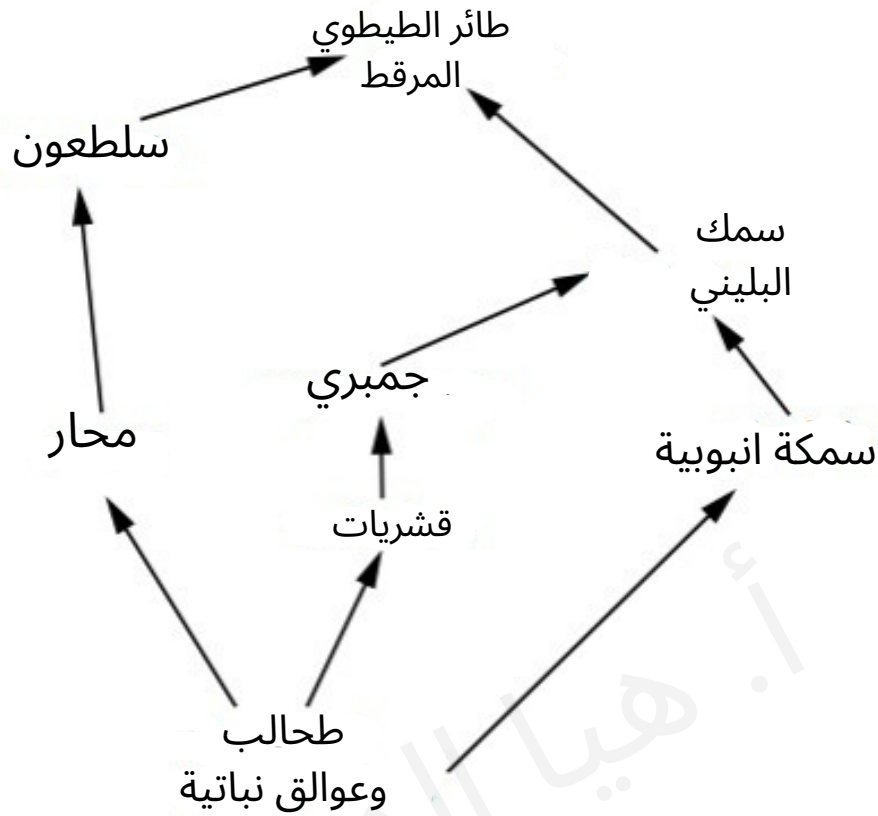 طائر الطيطوي
المرقط
سلطعون
سمك
البليني
جمبري
محار
سمكة انبوبية
قشريات
طحالب
وعوالق نباتية
أ. هيا